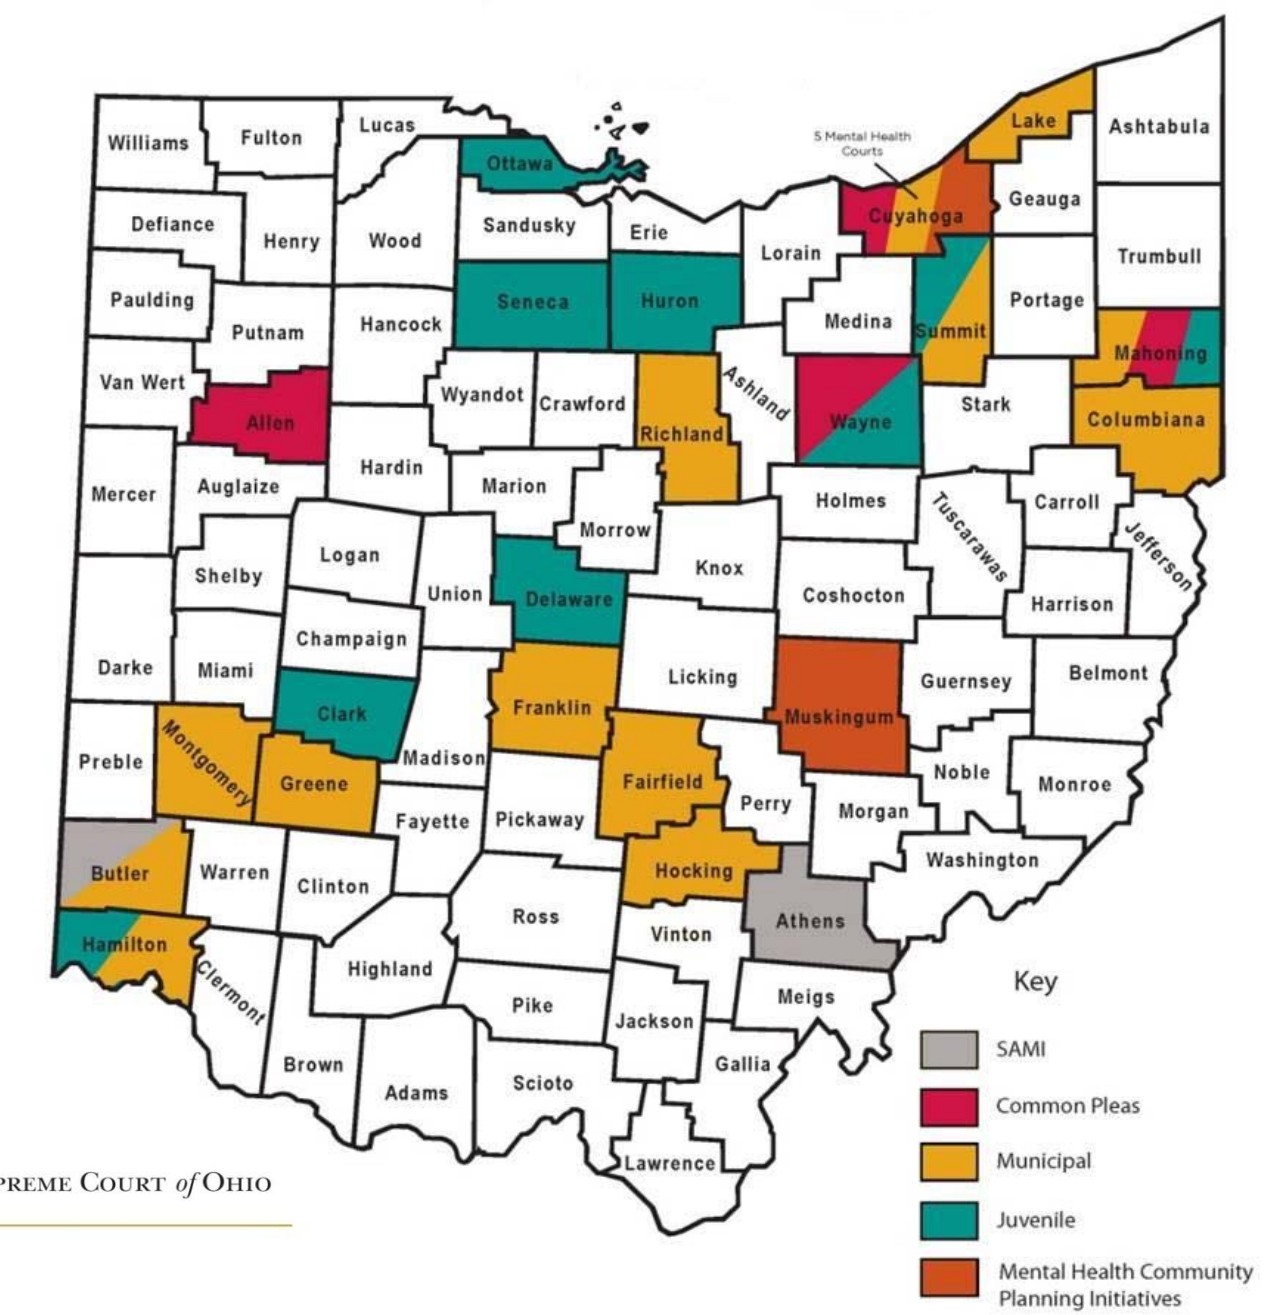 5 Mental Health
Courts
Williams
Fulton
Lucas
Ottawa
Lake
Ashtabula
Cuyahoga
Geauga
Defiance
Henry
Wood
Sandusky
Erie
Lorain
Trumbull
Paulding
Putnam
Hancock
Seneca
Huron
Medina
Summit
Portage
Mahoning
Van Wert
Allen
Wyandot
Crawford
Richland
Ashland
Wayne
Stark
Columbiana
Mercer
Auglaize
Hardin
Marion
Morrow
Holmes
Tuscarawas
Carroll
Jefferson
Shelby
Logan
Union
Delaware
Knox
Coshocton
Harrison
Darke
Miami
Champaign
Licking
Guernsey
Belmont
Clark
Franklin
Muskingum
Preble
Montgomery
Greene
Madison
Fairfield
Perry
Morgan
Noble
Monroe
Fayette
Pickaway
Butler
Warren
Clinton
Hocking
Washington
Ross
Athens
Hamilton
Clermont
Highland
Vinton
Meigs
Pike
Jackson
Gallia
Brown
Adams
Scioto
Lawrence
Key
SAMI
Common Pleas
Municipal
Juvenile
Mental Health Community
Planning Initiatives
PREME COURT of OHIO